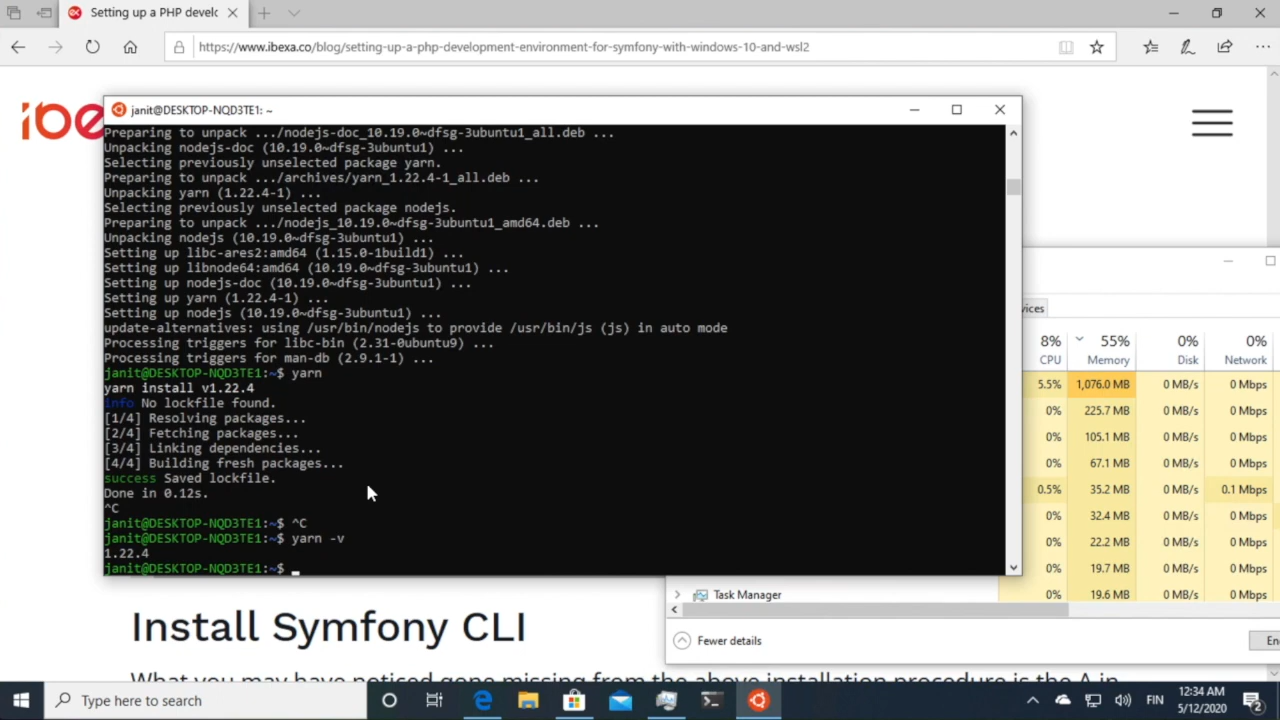 Setting up a PHP develo
https://www.ibexa.co/blog/setting-up-a-php-development-environment-for-symfony-with-windows-10-and-wsl2
ibe
janit@DESKTOP-NQD3TE1: ~
Preparing to unpack .../nodejs-doc_10.19.0~dfsg-3ubuntu1_all.deb ...
Unpacking nodejs-doc (10.19.0~dfsg-3ubuntu1) ...
Selecting previously unselected package yarn.
Preparing to unpack .../archives/yarn_1.22.4-1_all.deb ...
Unpacking yarn (1.22.4-1) ...
Selecting previously unselected package nodejs.
Preparing to unpack .../nodejs_10.19.0~dfsg-3ubuntu1_amd64.deb ...
Unpacking nodejs (10.19.0~dfsg-3ubuntu1) ...
Setting up libc-ares2:amd64 (1.15.0-1build1) ...
Setting up libnode64:amd64 (10.19.0~dfsg-3ubuntu1) ...
Setting up nodejs-doc (10.19.0~dfsg-3ubuntu1) ...
Setting up yarn (1.22.4-1) ...
Setting up nodejs (10.19.0~dfsg-3ubuntu1) ...
update-alternatives: using /usr/bin/nodejs to provide /usr/bin/js (js) in auto mode
Processing triggers for libc-bin (2.31-0ubuntu9) ...
Processing triggers for man-db (2.9.1-1) ...
janit@DESKTOP-NQD3TE1:~$ yarn
yarn install v1.22.4
info No lockfile found.
[1/4] Resolving packages...
[2/4] Fetching packages...
[3/4] Linking dependencies...
[4/4] Building fresh packages...
success Saved lockfile.
Done in 0.12s.
^C
janit@DESKTOP-NQD3TE1:~$ ^C
janit@DESKTOP-NQD3TE1:~$ yarn -v
1.22.4
janit@DESKTOP-NQD3TE1:~$
vices
8% 55% 0% 0%
CPU Memory Disk Network
5.5% 1,076.0 MB 0 MB/s 0 Mbps
0% 225.7 MB 0 MB/s 0 Mbps
0% 105.1 MB 0 MB/s 0 Mbps
0% 67.1 MB 0 MB/s 0 Mbps
0.5% 35.2 MB 0 MB/s 0.1 Mbps
0% 32.4 MB 0 MB/s 0 Mbps
0% 22.2 MB 0 MB/s 0 Mbps
0% 19.7 MB 0 MB/s 0 Mbps
Task Manager 0% 19.6 MB 0 MB/s 0 Mbps
Fewer details
En
Install Symfony CLI
What you may have noticed gone missing from the above installation procedure is the A in
Type here to search
FIN
12:34 AM
5/12/2020
2